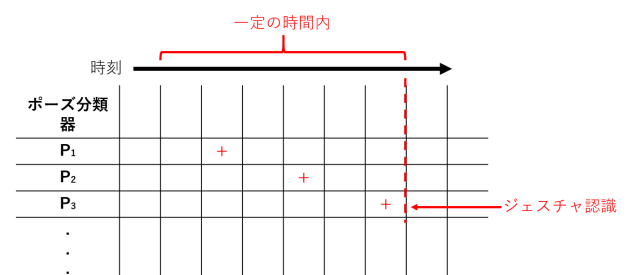 一定の時間内
時刻
ポーズ分類
器
P₁
+
P₂
+
P₃
+
ジェスチャ認識
.
.
.